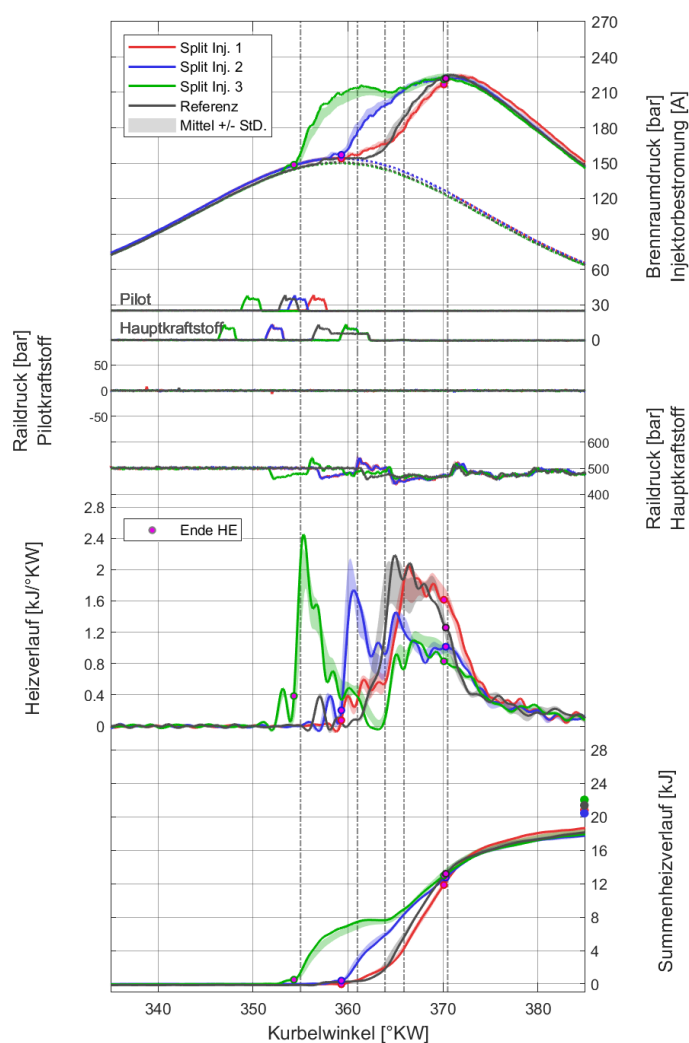 270
240
210
180
150
120
90
60
30
0
Brennraumdruck [bar]
Injektorbestromung [A]
Split Inj. 1
Split Inj. 2
Split Inj. 3
Referenz
Mittel +/- StD.
Pilot
Hauptkraftstoff
Raildruck [bar]
Pilotkraftstoff
50
0
-50
600
500
400
Raildruck [bar]
Hauptkraftstoff
Heizverlauf [kJ/°KW]
2.8
2.4
2
1.6
1.2
0.8
0.4
0
Ende HE
28
24
20
16
12
8
4
0
Summenheizverlauf [kJ]
340 350 360 370 380
Kurbelwinkel [°KW]